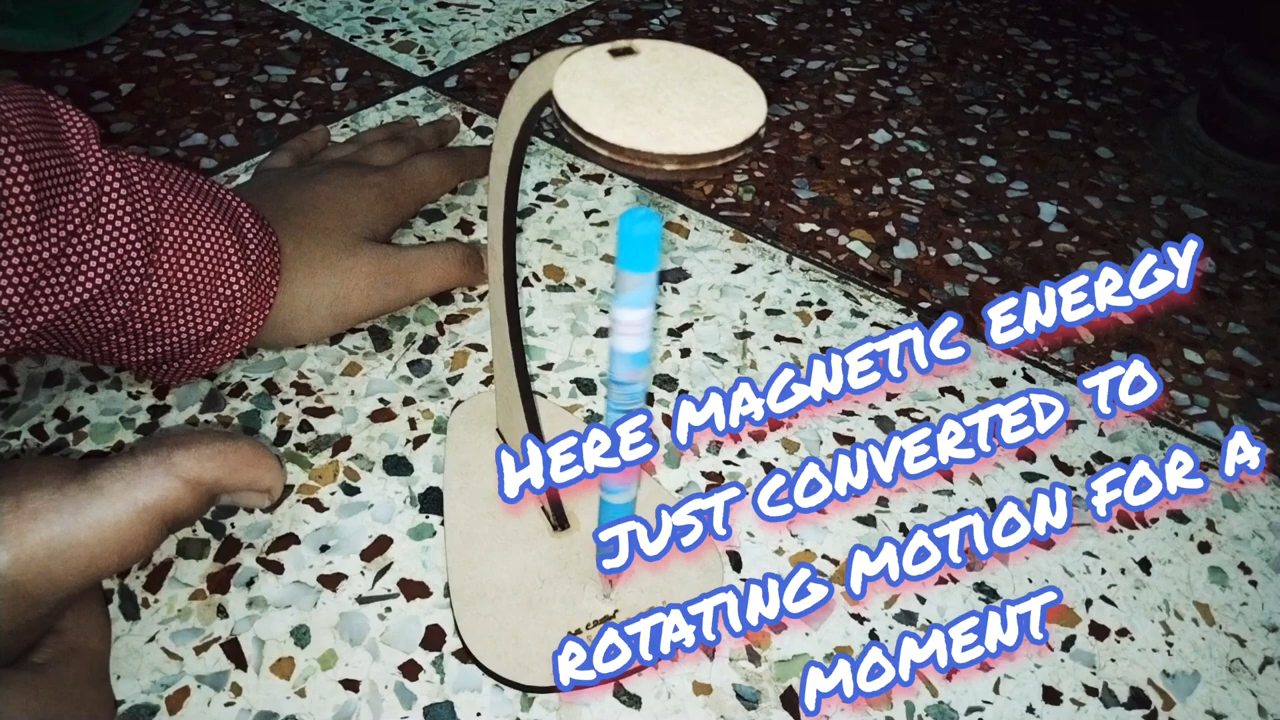 Here magnetic energy
just converted to
rotating motion for a
moment